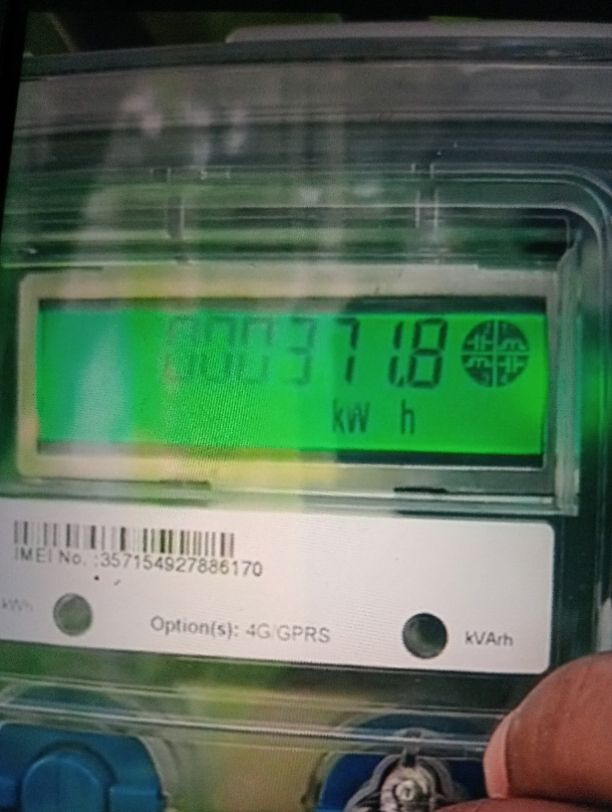 000371.8
kW h
IMEI No. :357154927886170
kWh
Option(s): 4G/GPRS
kVArh